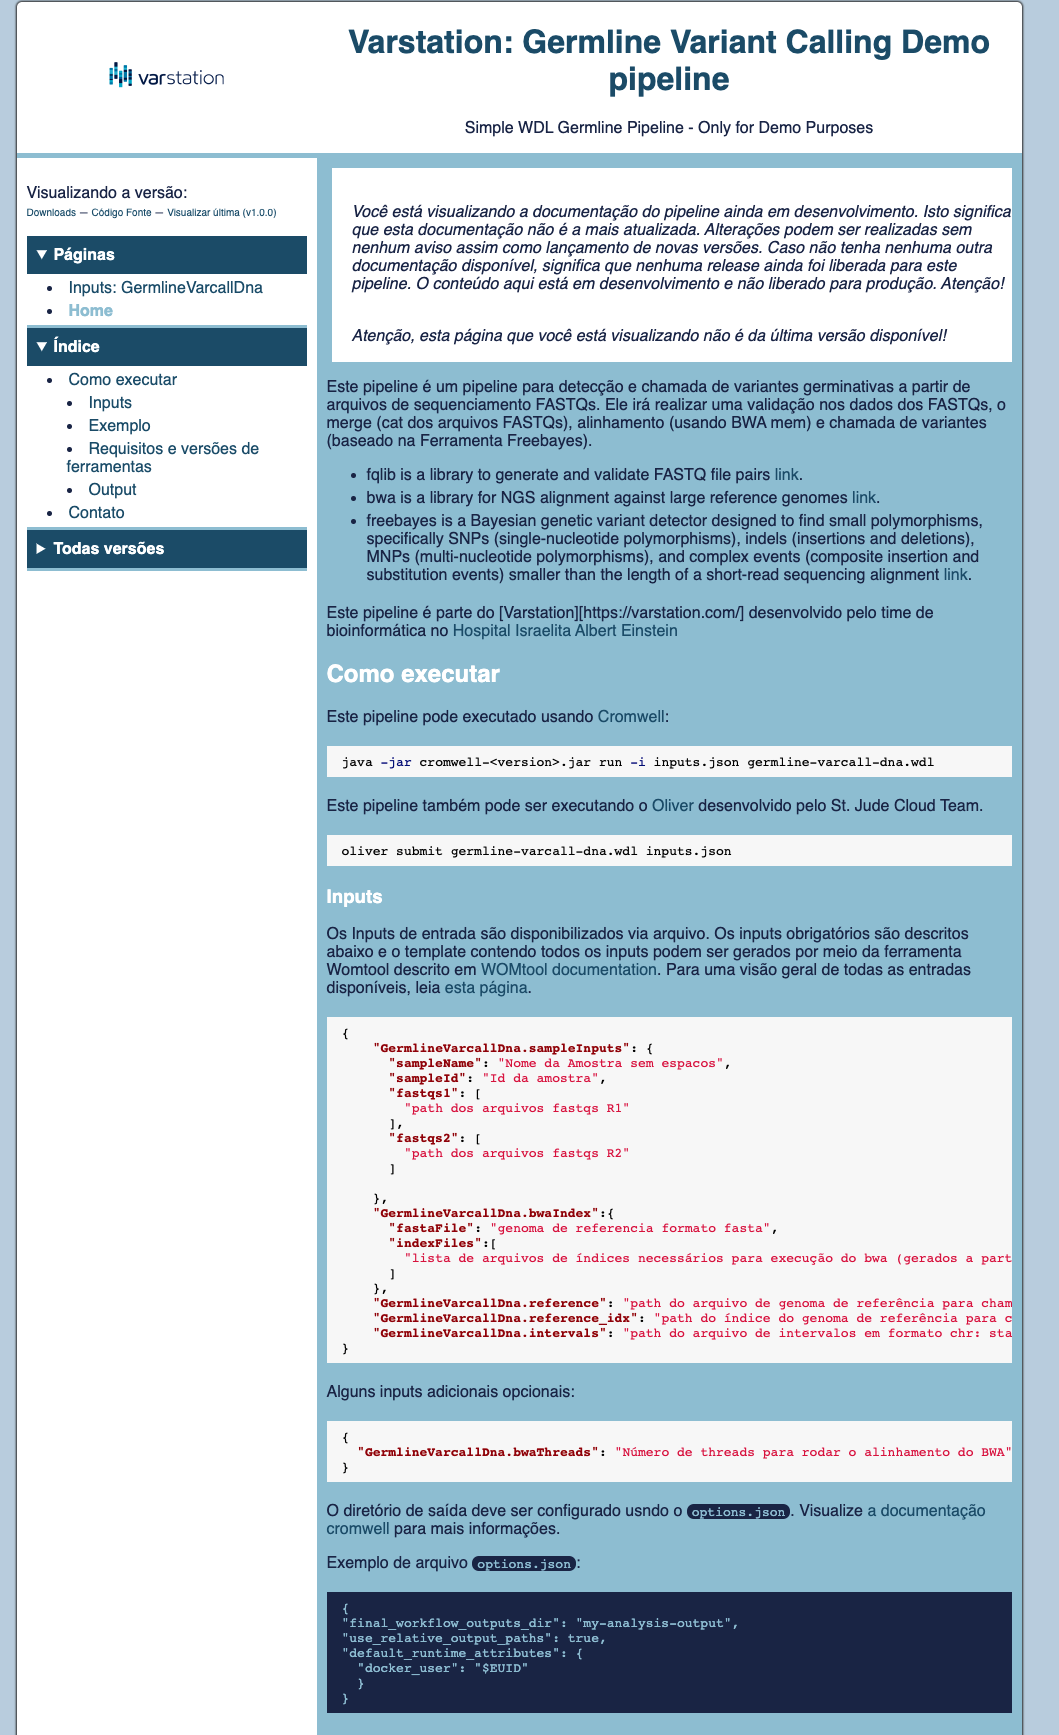 varstation
Varstation: Germline Variant Calling Demo
pipeline
Simple WDL Germline Pipeline - Only for Demo Purposes
Visualizando a versão:
Downloads — Código Fonte — Visualizar última (v1.0.0)
▼ Páginas
• Inputs: GermlineVarcallDna
• Home
▼ Índice
• Como executar
• Inputs
• Exemplo
• Requisitos e versões de
ferramentas
• Output
• Contato
▶ Todas versões
Você está visualizando a documentação do pipeline ainda em desenvolvimento. Isto significa
que esta documentação não é a mais atualizada. Alterações podem ser realizadas sem
nenhum aviso assim como lançamento de novas versões. Caso não tenha nenhuma outra
documentação disponível, significa que nenhuma release ainda foi liberada para este
pipeline. O conteúdo aqui está em desenvolvimento e não liberado para produção. Atenção!
Atenção, esta página que você está visualizando não é da última versão disponível!
Este pipeline é um pipeline para detecção e chamada de variantes germinativas a partir de
arquivos de sequenciamento FASTQs. Ele irá realizar uma validação nos dados dos FASTQs, o
merge (cat dos arquivos FASTQs), alinhamento (usando BWA mem) e chamada de variantes
(baseado na Ferramenta Freebayes).
• fqlib is a library to generate and validate FASTQ file pairs link.
• bwa is a library for NGS alignment against large reference genomes link.
• freebayes is a Bayesian genetic variant detector designed to find small polymorphisms,
specifically SNPs (single-nucleotide polymorphisms), indels (insertions and deletions),
MNPs (multi-nucleotide polymorphisms), and complex events (composite insertion and
substitution events) smaller than the length of a short-read sequencing alignment link.
Este pipeline é parte do [Varstation][https://varstation.com/] desenvolvido pelo time de
bioinformática no Hospital Israelita Albert Einstein
Como executar
Este pipeline pode executado usando Cromwell:
java -jar cromwell-<version>.jar run -i inputs.json germline-varcall-dna.wdl
Este pipeline também pode ser executando o Oliver desenvolvido pelo St. Jude Cloud Team.
oliver submit germline-varcall-dna.wdl inputs.json
Inputs
Os Inputs de entrada são disponibilizados via arquivo. Os inputs obrigatórios são descritos
abaixo e o template contendo todos os inputs podem ser gerados por meio da ferramenta
Womtool descrito em WOMtool documentation. Para uma visão geral de todas as entradas
disponíveis, leia esta página.
{
"GermlineVarcallDna.sampleInputs": {
"sampleName": "Nome da Amostra sem espacos",
"sampleId": "Id da amostra",
"fastqs1": [
"path dos arquivos fastqs R1"
],
"fastqs2": [
"path dos arquivos fastqs R2"
]
},
"GermlineVarcallDna.bwaIndex":{
"fastaFile": "genoma de referencia formato fasta",
"indexFiles":[
"lista de arquivos de índices necessários para execução do bwa (gerados a part
]
},
"GermlineVarcallDna.reference": "path do arquivo de genoma de referência para cham
"GermlineVarcallDna.reference_idx": "path do índice do genoma de referência para c
"GermlineVarcallDna.intervals": "path do arquivo de intervalos em formato chr: sta
}
Alguns inputs adicionais opcionais:
{
"GermlineVarcallDna.bwaThreads": "Número de threads para rodar o alinhamento do BWA"
}
O diretório de saída deve ser configurado usndo o options.json. Visualize a documentação
cromwell para mais informações.
Exemplo de arquivo options.json:
{
"final_workflow_outputs_dir": "my-analysis-output",
"use_relative_output_paths": true,
"default_runtime_attributes": {
"docker_user": "$EUID"
}
}